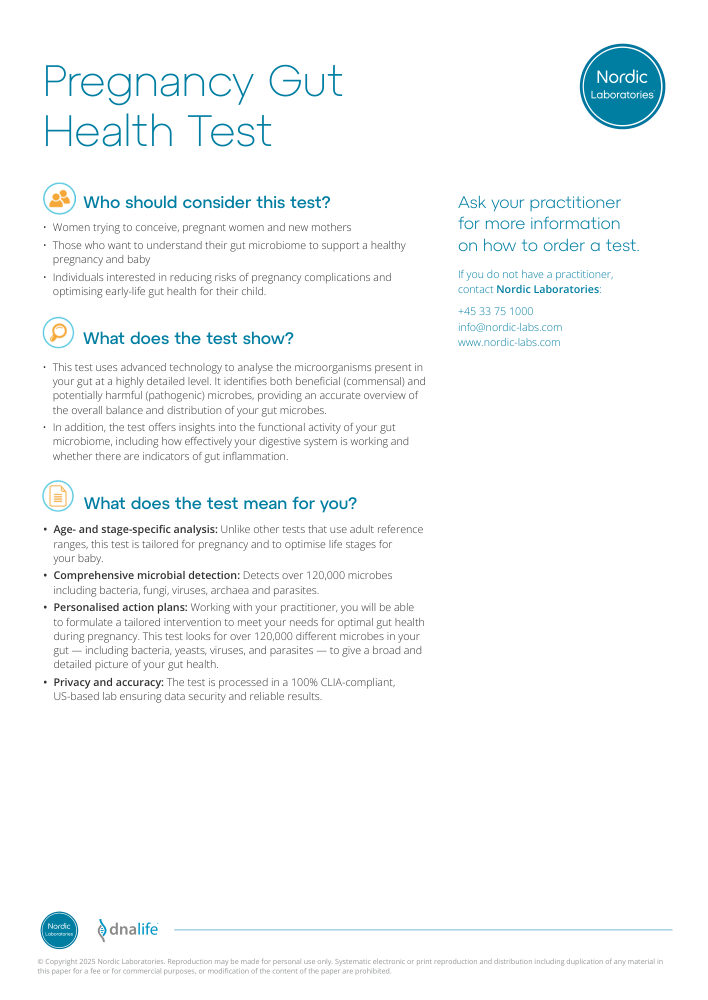 Pregnancy Gut
Health Test
Nordic
Laboratories
Who should consider this test?
• Women trying to conceive, pregnant women and new mothers
• Those who want to understand their gut microbiome to support a healthy
pregnancy and baby
• Individuals interested in reducing risks of pregnancy complications and
optimising early-life gut health for their child.
What does the test show?
• This test uses advanced technology to analyse the microorganisms present in
your gut at a highly detailed level. It identifies both beneficial (commensal) and
potentially harmful (pathogenic) microbes, providing an accurate overview of
the overall balance and distribution of your gut microbes.
• In addition, the test offers insights into the functional activity of your gut
microbiome, including how effectively your digestive system is working and
whether there are indicators of gut inflammation.
What does the test mean for you?
• Age- and stage-specific analysis: Unlike other tests that use adult reference
ranges, this test is tailored for pregnancy and to optimise life stages for
your baby.
• Comprehensive microbial detection: Detects over 120,000 microbes
including bacteria, fungi, viruses, archaea and parasites.
• Personalised action plans: Working with your practitioner, you will be able
to formulate a tailored intervention to meet your needs for optimal gut health
during pregnancy. This test looks for over 120,000 different microbes in your
gut — including bacteria, yeasts, viruses, and parasites — to give a broad and
detailed picture of your gut health.
• Privacy and accuracy: The test is processed in a 100% CLIA-compliant,
US-based lab ensuring data security and reliable results.
Ask your practitioner
for more information
on how to order a test.
If you do not have a practitioner,
contact Nordic Laboratories:
+45 33 75 1000
info@nordic-labs.com
www.nordic-labs.com
Nordic
Laboratories
dnalife
© Copyright 2025 Nordic Laboratories. Reproduction may be made for personal use only. Systematic electronic or print reproduction and distribution including duplication of any material in
this paper for a fee or for commercial purposes, or modification of the content of the paper are prohibited.